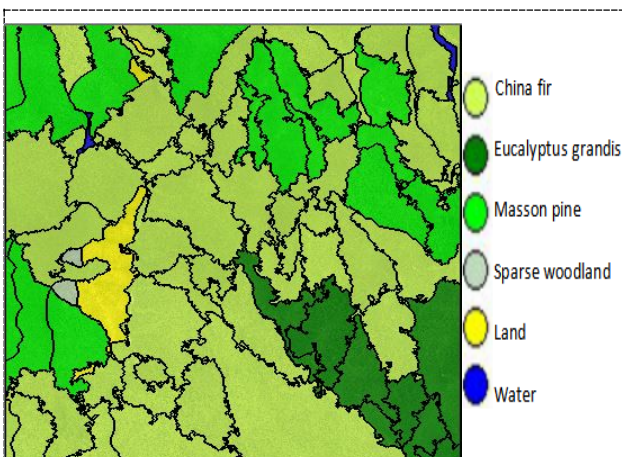 China fir
Eucalyptus grandis
Masson pine
Sparse woodland
Land
Water